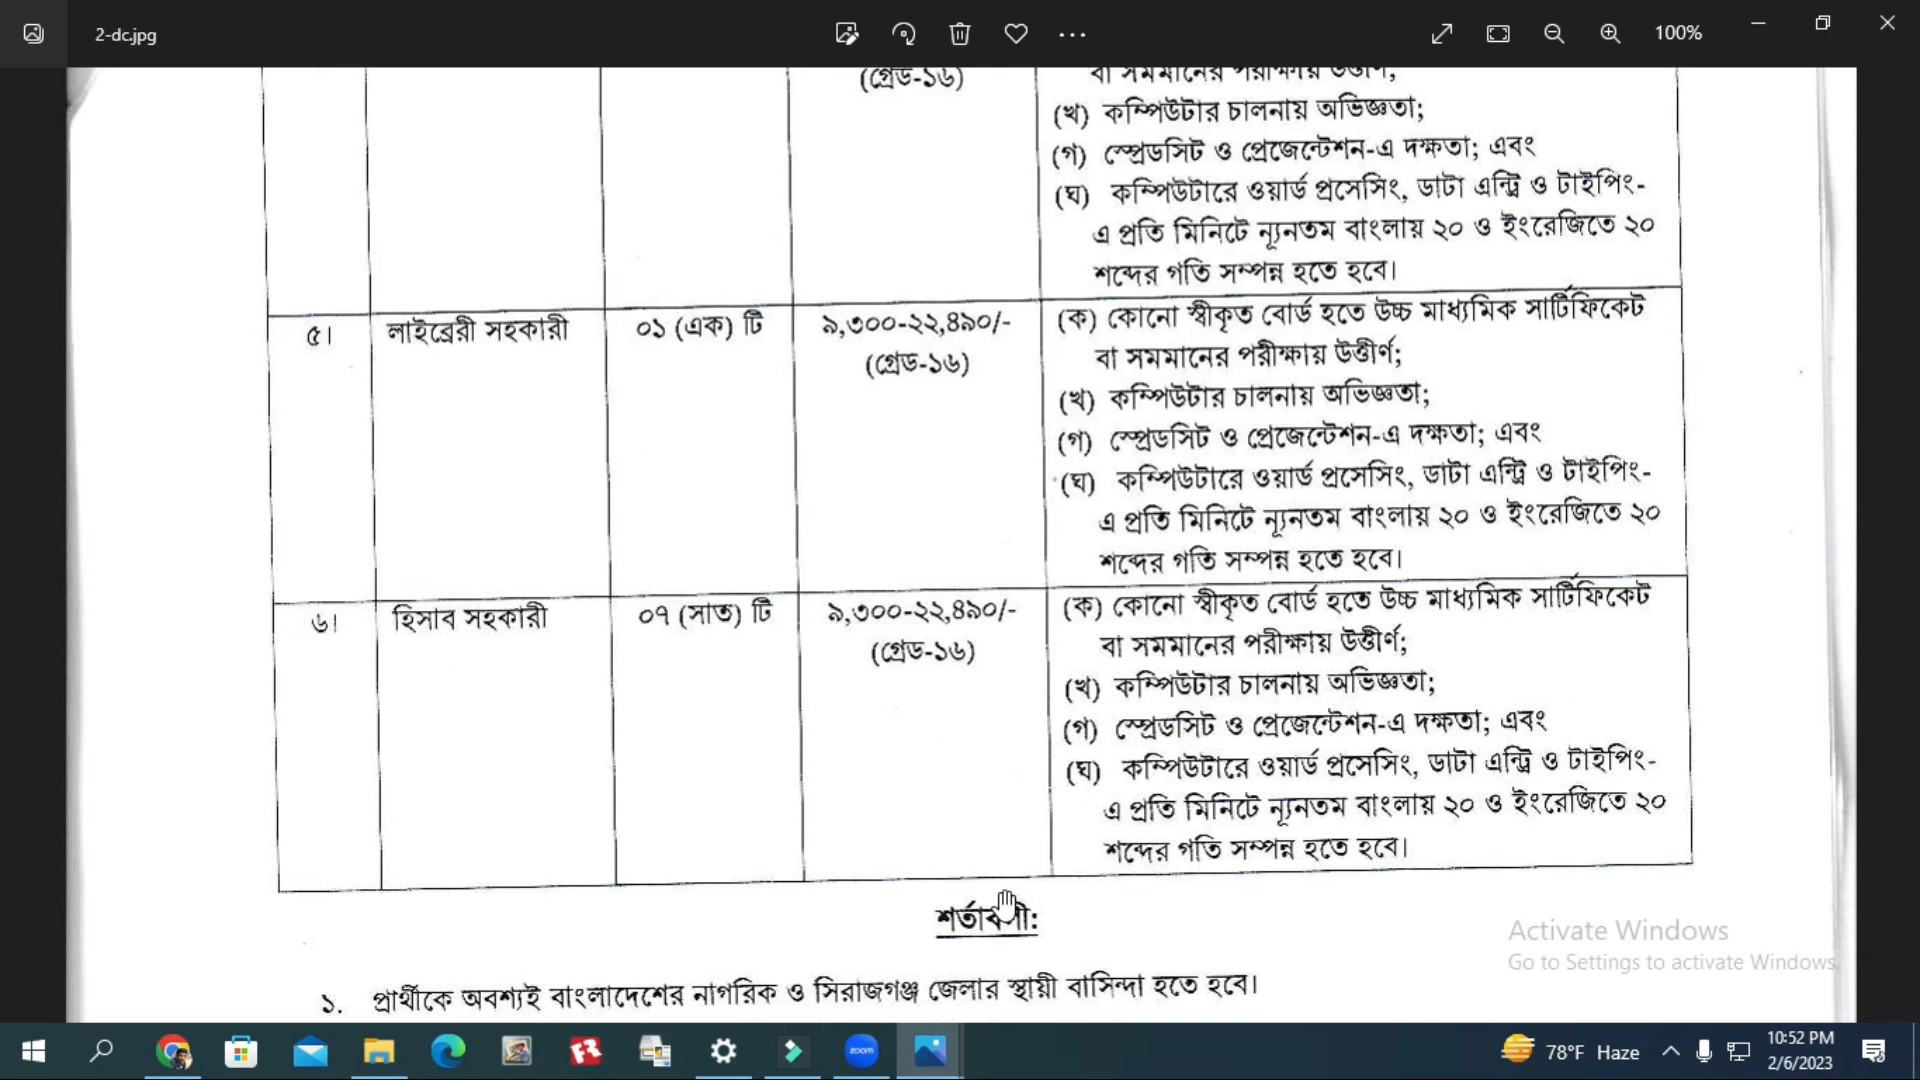 2-dc.jpg
100%
(গ্রেড-১৬)
বা সমমানের পরীক্ষায় উত্তীর্ণ;
(খ) কম্পিউটার চালনায় অভিজ্ঞতা;
(গ) স্প্রেডসিট ও প্রেজেন্টেশন-এ দক্ষতা; এবং
(ঘ) কম্পিউটারে ওয়ার্ড প্রসেসিং, ডাটা এন্ট্রি ও টাইপিং-
এ প্রতি মিনিটে ন্যূনতম বাংলায় ২০ ও ইংরেজিতে ২০
শব্দের গতি সম্পন্ন হতে হবে।
৫। লাইব্রেরী সহকারী ০১ (এক) টি ৯,৩০০-২২,৪৯০/-
(গ্রেড-১৬)
(ক) কোনো স্বীকৃত বোর্ড হতে উচ্চ মাধ্যমিক সার্টিফিকেট
বা সমমানের পরীক্ষায় উত্তীর্ণ;
(খ) কম্পিউটার চালনায় অভিজ্ঞতা;
(গ) স্প্রেডসিট ও প্রেজেন্টেশন-এ দক্ষতা; এবং
(ঘ) কম্পিউটারে ওয়ার্ড প্রসেসিং, ডাটা এন্ট্রি ও টাইপিং-
এ প্রতি মিনিটে ন্যূনতম বাংলায় ২০ ও ইংরেজিতে ২০
শব্দের গতি সম্পন্ন হতে হবে।
৬। হিসাব সহকারী ০৭ (সাত) টি ৯,৩০০-২২,৪৯০/-
(গ্রেড-১৬)
(ক) কোনো স্বীকৃত বোর্ড হতে উচ্চ মাধ্যমিক সার্টিফিকেট
বা সমমানের পরীক্ষায় উত্তীর্ণ;
(খ) কম্পিউটার চালনায় অভিজ্ঞতা;
(গ) স্প্রেডসিট ও প্রেজেন্টেশন-এ দক্ষতা; এবং
(ঘ) কম্পিউটারে ওয়ার্ড প্রসেসিং, ডাটা এন্ট্রি ও টাইপিং-
এ প্রতি মিনিটে ন্যূনতম বাংলায় ২০ ও ইংরেজিতে ২০
শব্দের গতি সম্পন্ন হতে হবে।
শর্তাবলী:
১. প্রার্থীকে অবশ্যই বাংলাদেশের নাগরিক ও সিরাজগঞ্জ জেলার স্থায়ী বাসিন্দা হতে হবে।
Activate Windows
Go to Settings to activate Windows.
zoom
78°F Haze
10:52 PM
2/6/2023